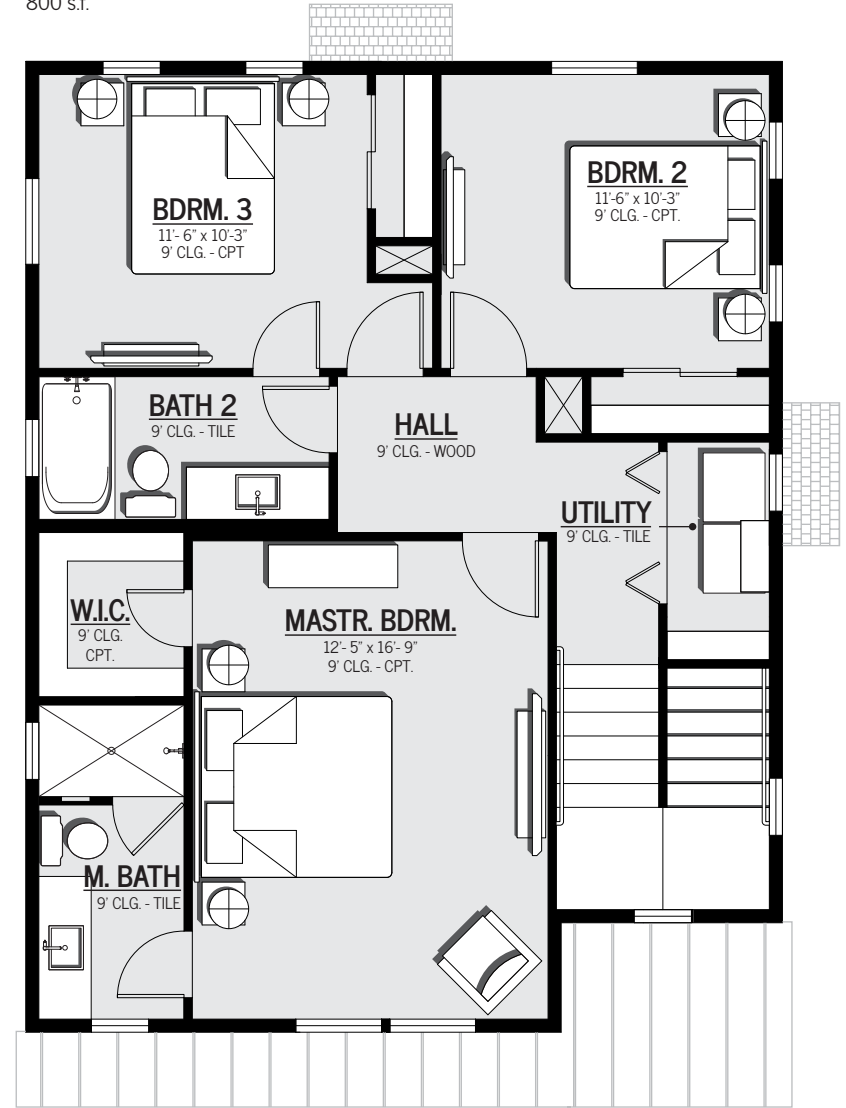 800 s.f.
BDRM. 3
11'- 6" x 10'-3"
9' CLG. - CPT
BDRM. 2
11'-6" x 10'-3"
9' CLG. - CPT.
BATH 2
9' CLG. - TILE
HALL
9' CLG. - WOOD
UTILITY
9' CLG. - TILE
W.I.C.
9' CLG.
CPT.
MASTR. BDRM.
12'- 5" x 16'- 9"
9' CLG. - CPT.
M. BATH
9' CLG. - TILE